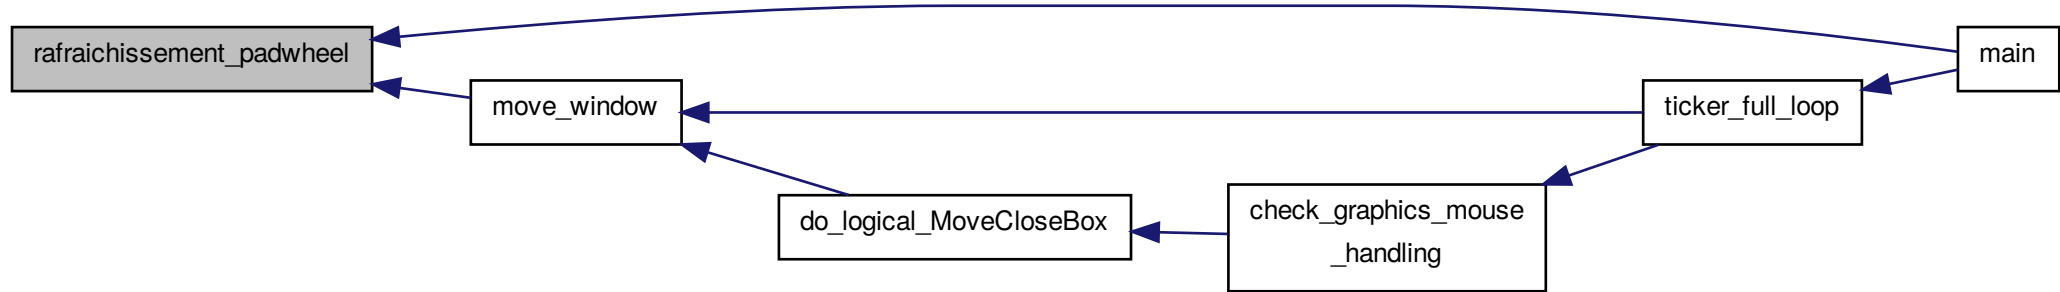 rafraichissement_padwheel
main
move_window
ticker_full_loop
do_logical_MoveCloseBox
check_graphics_mouse
_handling